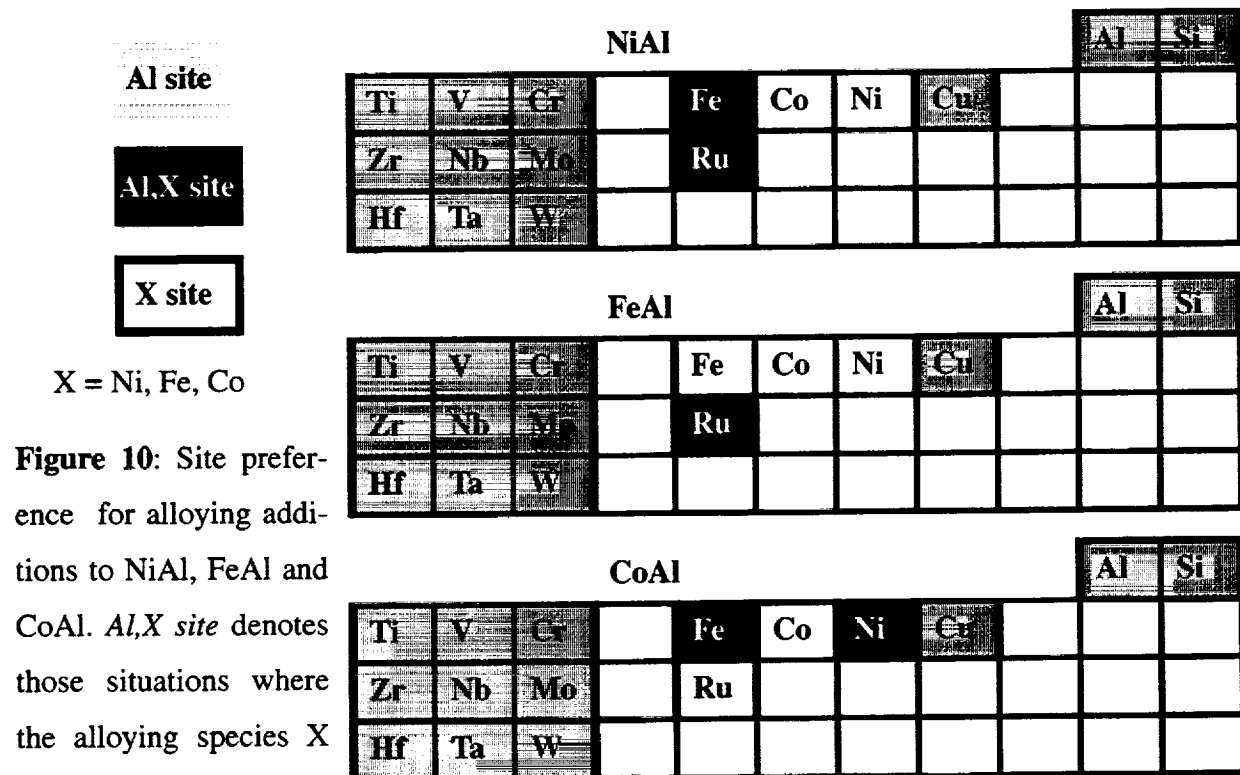 Al site
Al,X site
X site
X = Ni, Fe, Co
Figure 10: Site prefer-
ence for alloying addi-
tions to NiAl, FeAl and
CoAl. Al,X site denotes
those situations where
the alloying species X
NiAl
Al Si
Ti V Cr Fe Co Ni Cu
Zr Nb Mo Ru
Hf Ta W
FeAl
Al Si
Ti V Cr Fe Co Ni Cu
Zr Nb Mo Ru
Hf Ta W
CoAl
Al Si
Ti V Cr Fe Co Ni Cu
Zr Nb Mo Ru
Hf Ta W